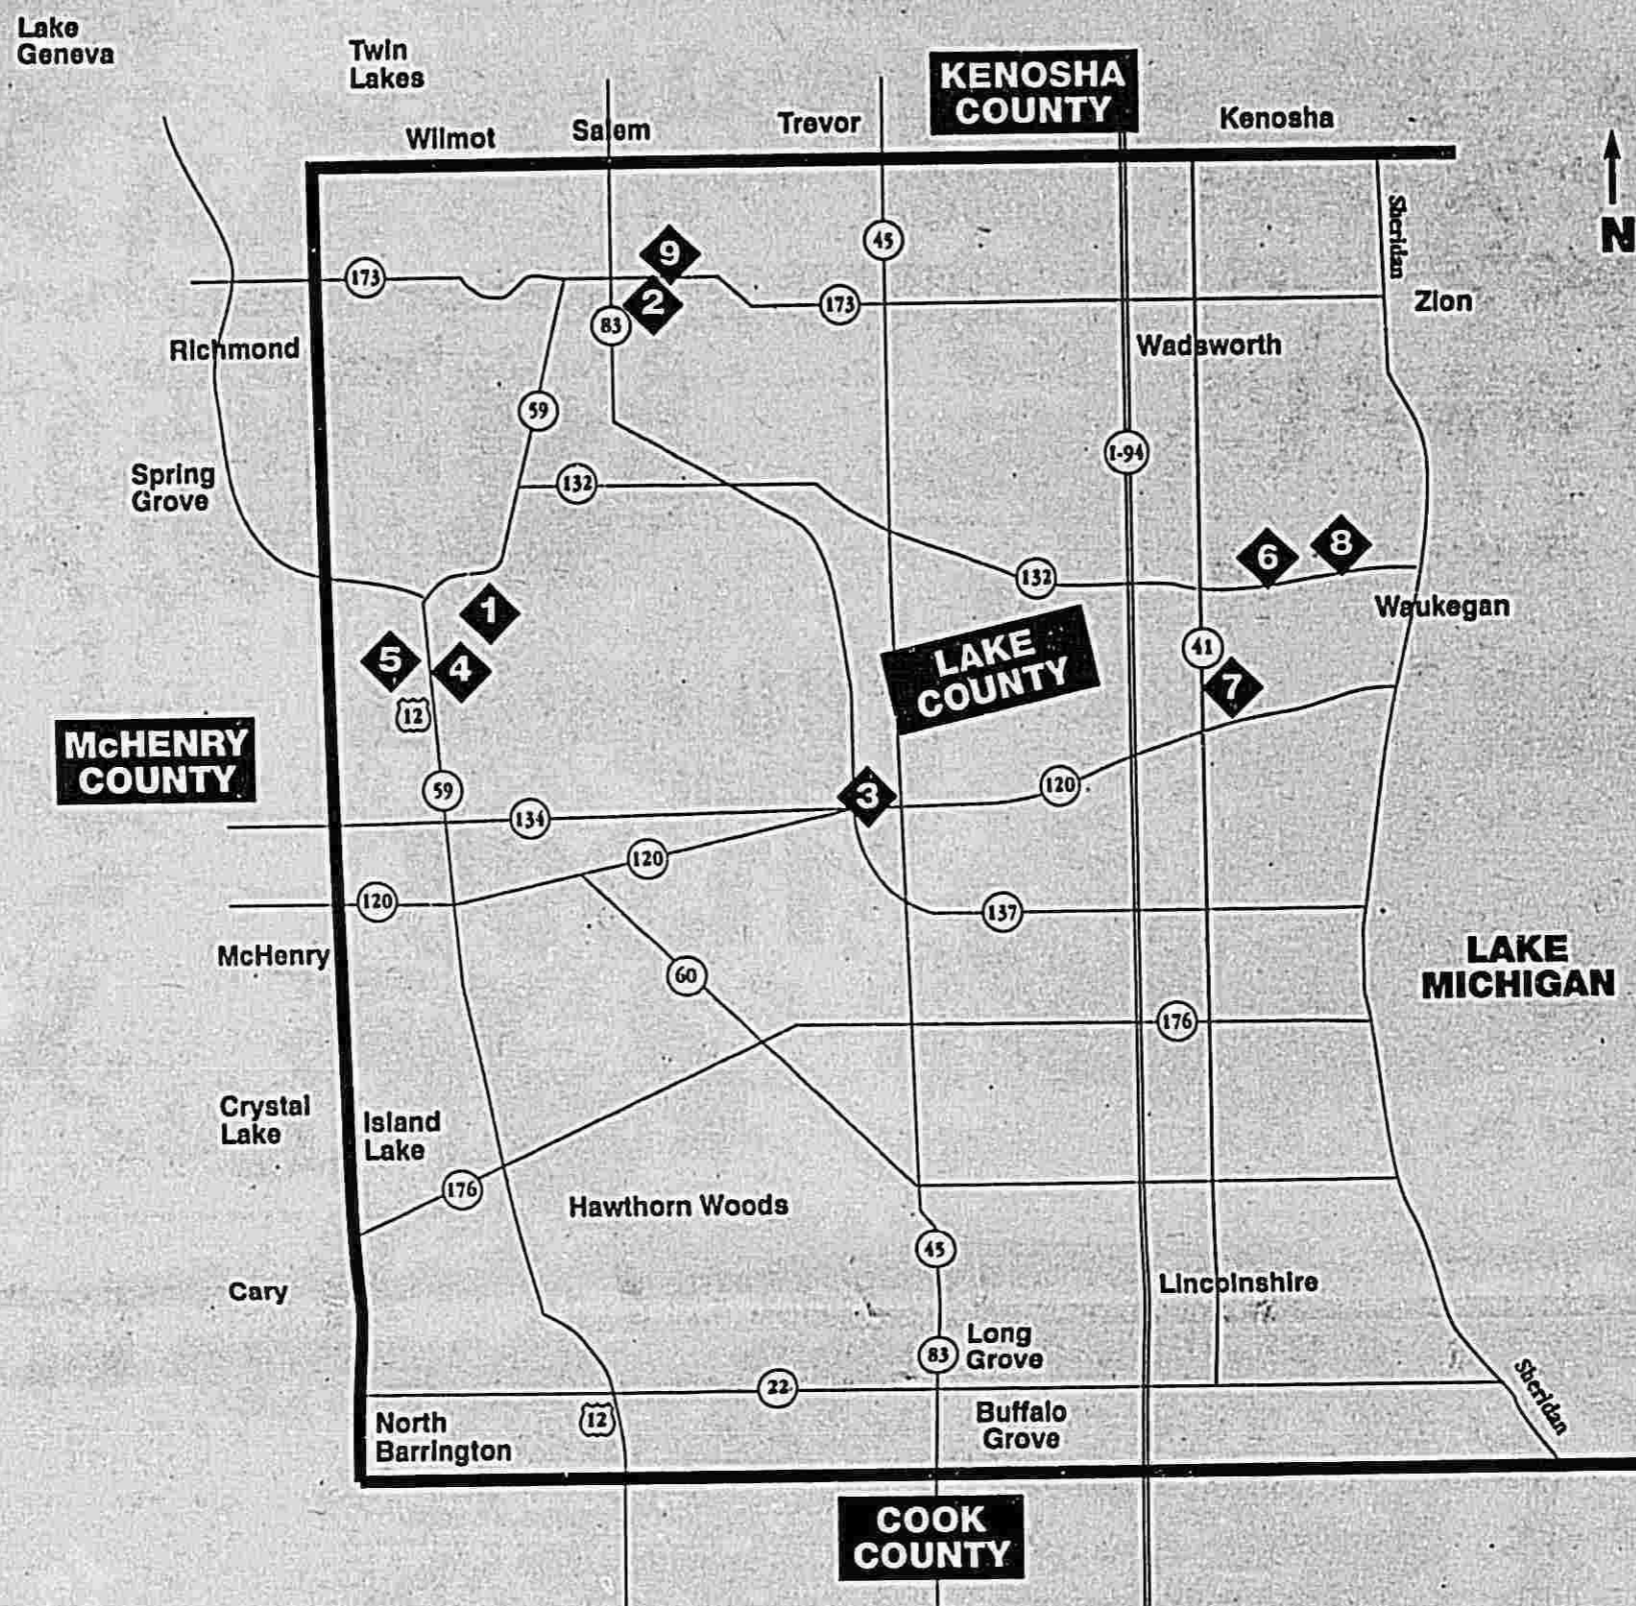 Lake
Geneva
Twin
Lakes
KENOSHA
COUNTY
Wilmot
Salem
Trevor
Kenosha
N
Sheridan
45
9
173
2
173
83
Zion
Richmond
Wadsworth
59
I-94
Spring
Grove
132
6
8
132
Waukegan
1
5
4
LAKE
COUNTY
41
7
12
McHENRY
COUNTY
59
3
120
134
120
120
137
McHenry
LAKE
MICHIGAN
60
176
Crystal
Lake
Island
Lake
176
Hawthorn Woods
45
Cary
Lincolnshire
Long
Grove
83
22
Sheridan
North
Barrington
12
Buffalo
Grove
COOK
COUNTY